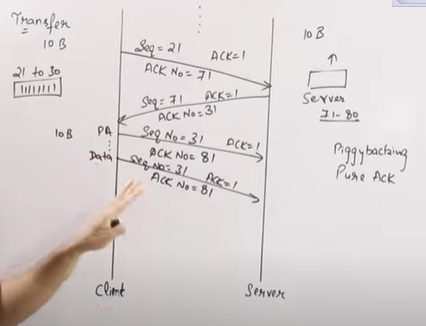 Transfer
10 B
21 to 30
Seq = 21
ACK=1
ACK No = 71
Seq = 71
ACK=1
ACK No = 31
10B
PA
Seq No = 31
ACK=1
ACK No = 81
Data
Seq No = 31
ACK=1
ACK No = 81
Client
Server
10 B
Server
71-80
Piggybacking
Pure ACK